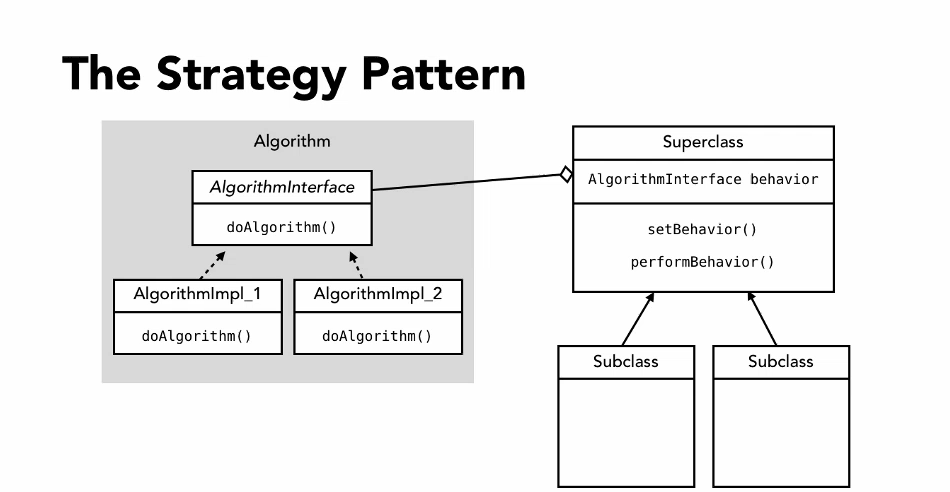 The Strategy Pattern
Algorithm
AlgorithmInterface
doAlgorithm()
AlgorithmImpl_1
doAlgorithm()
AlgorithmImpl_2
doAlgorithm()
Superclass
AlgorithmInterface behavior
setBehavior()
performBehavior()
Subclass
Subclass